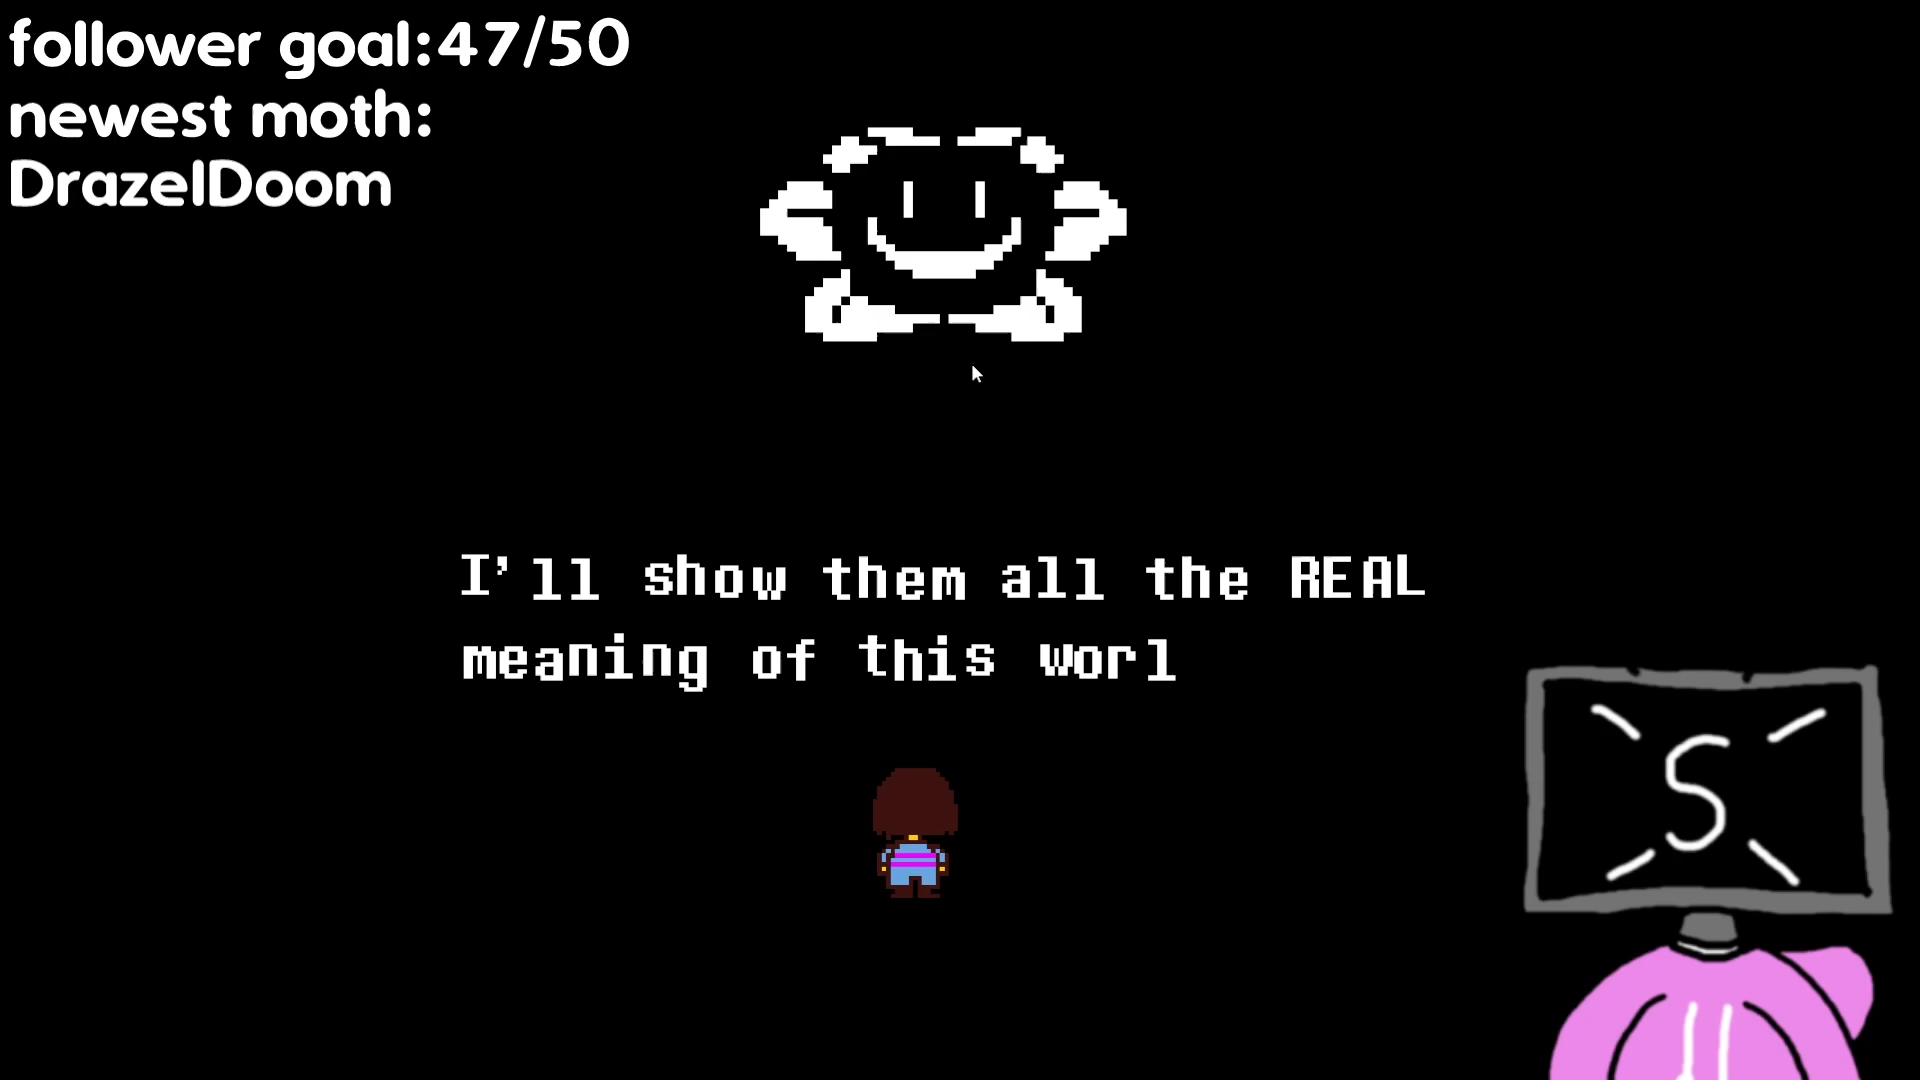 follower goal:47/50
newest moth:
DrazelDoom
I'll show them all the REAL
meaning of this worl
S